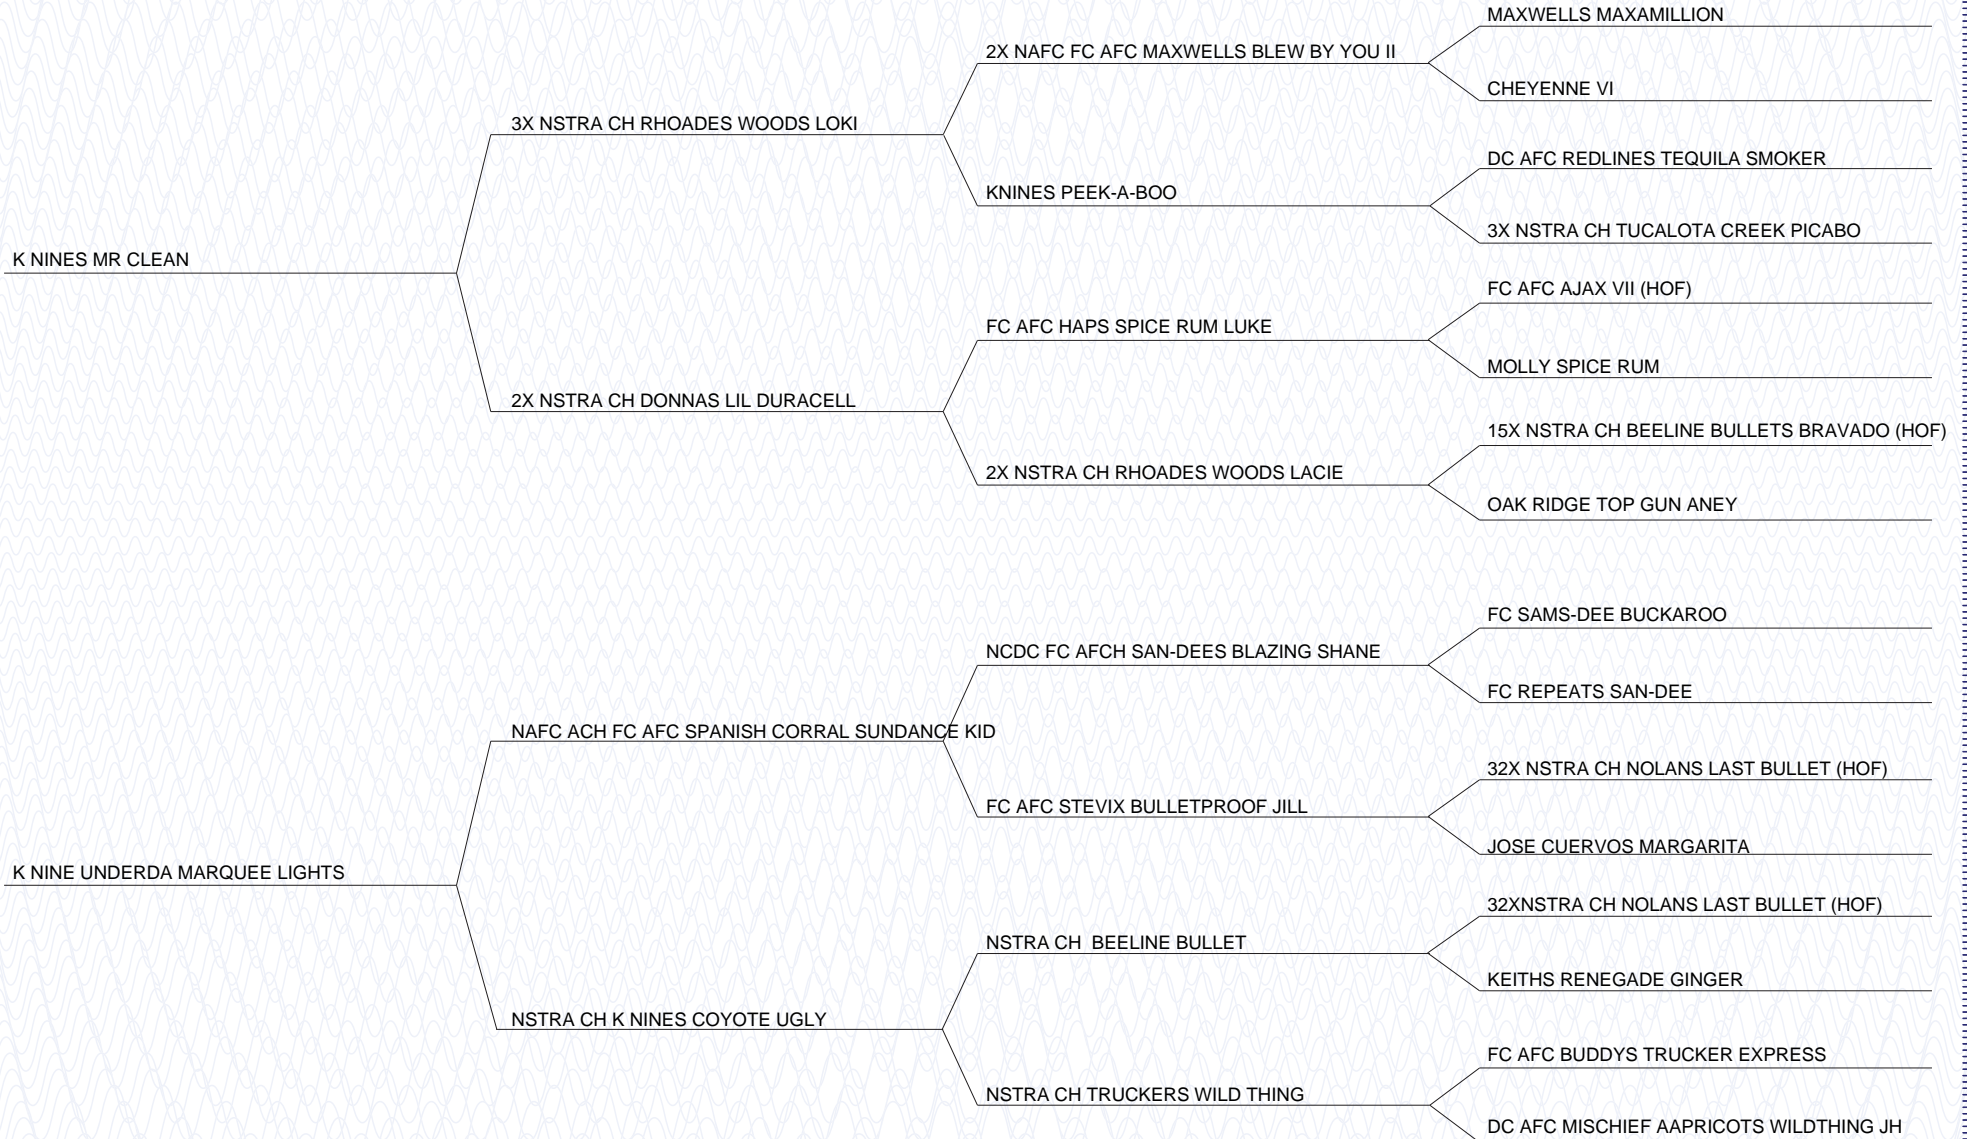 MAXWELLS MAXAMILLION
2X NAFC FC AFC MAXWELLS BLEW BY YOU II
CHEYENNE VI
3X NSTRA CH RHOADES WOODS LOKI
DC AFC REDLINES TEQUILA SMOKER
KNINES PEEK-A-BOO
3X NSTRA CH TUCALOTA CREEK PICABO
K NINES MR CLEAN
FC AFC AJAX VII (HOF)
FC AFC HAPS SPICE RUM LUKE
MOLLY SPICE RUM
2X NSTRA CH DONNAS LIL DURACELL
15X NSTRA CH BEELINE BULLETS BRAVADO (HOF)
2X NSTRA CH RHOADES WOODS LACIE
OAK RIDGE TOP GUN ANEY
FC SAMS-DEE BUCKAROO
NCDC FC AFCH SAN-DEES BLAZING SHANE
FC REPEATS SAN-DEE
NAFC ACH FC AFC SPANISH CORRAL SUNDANCE KID
32X NSTRA CH NOLANS LAST BULLET (HOF)
FC AFC STEVIX BULLETPROOF JILL
JOSE CUERVOS MARGARITA
K NINE UNDERDA MARQUEE LIGHTS
32XNSTRA CH NOLANS LAST BULLET (HOF)
NSTRA CH  BEELINE BULLET
KEITHS RENEGADE GINGER
NSTRA CH K NINES COYOTE UGLY
FC AFC BUDDYS TRUCKER EXPRESS
NSTRA CH TRUCKERS WILD THING
DC AFC MISCHIEF AAPRICOTS WILDTHING JH